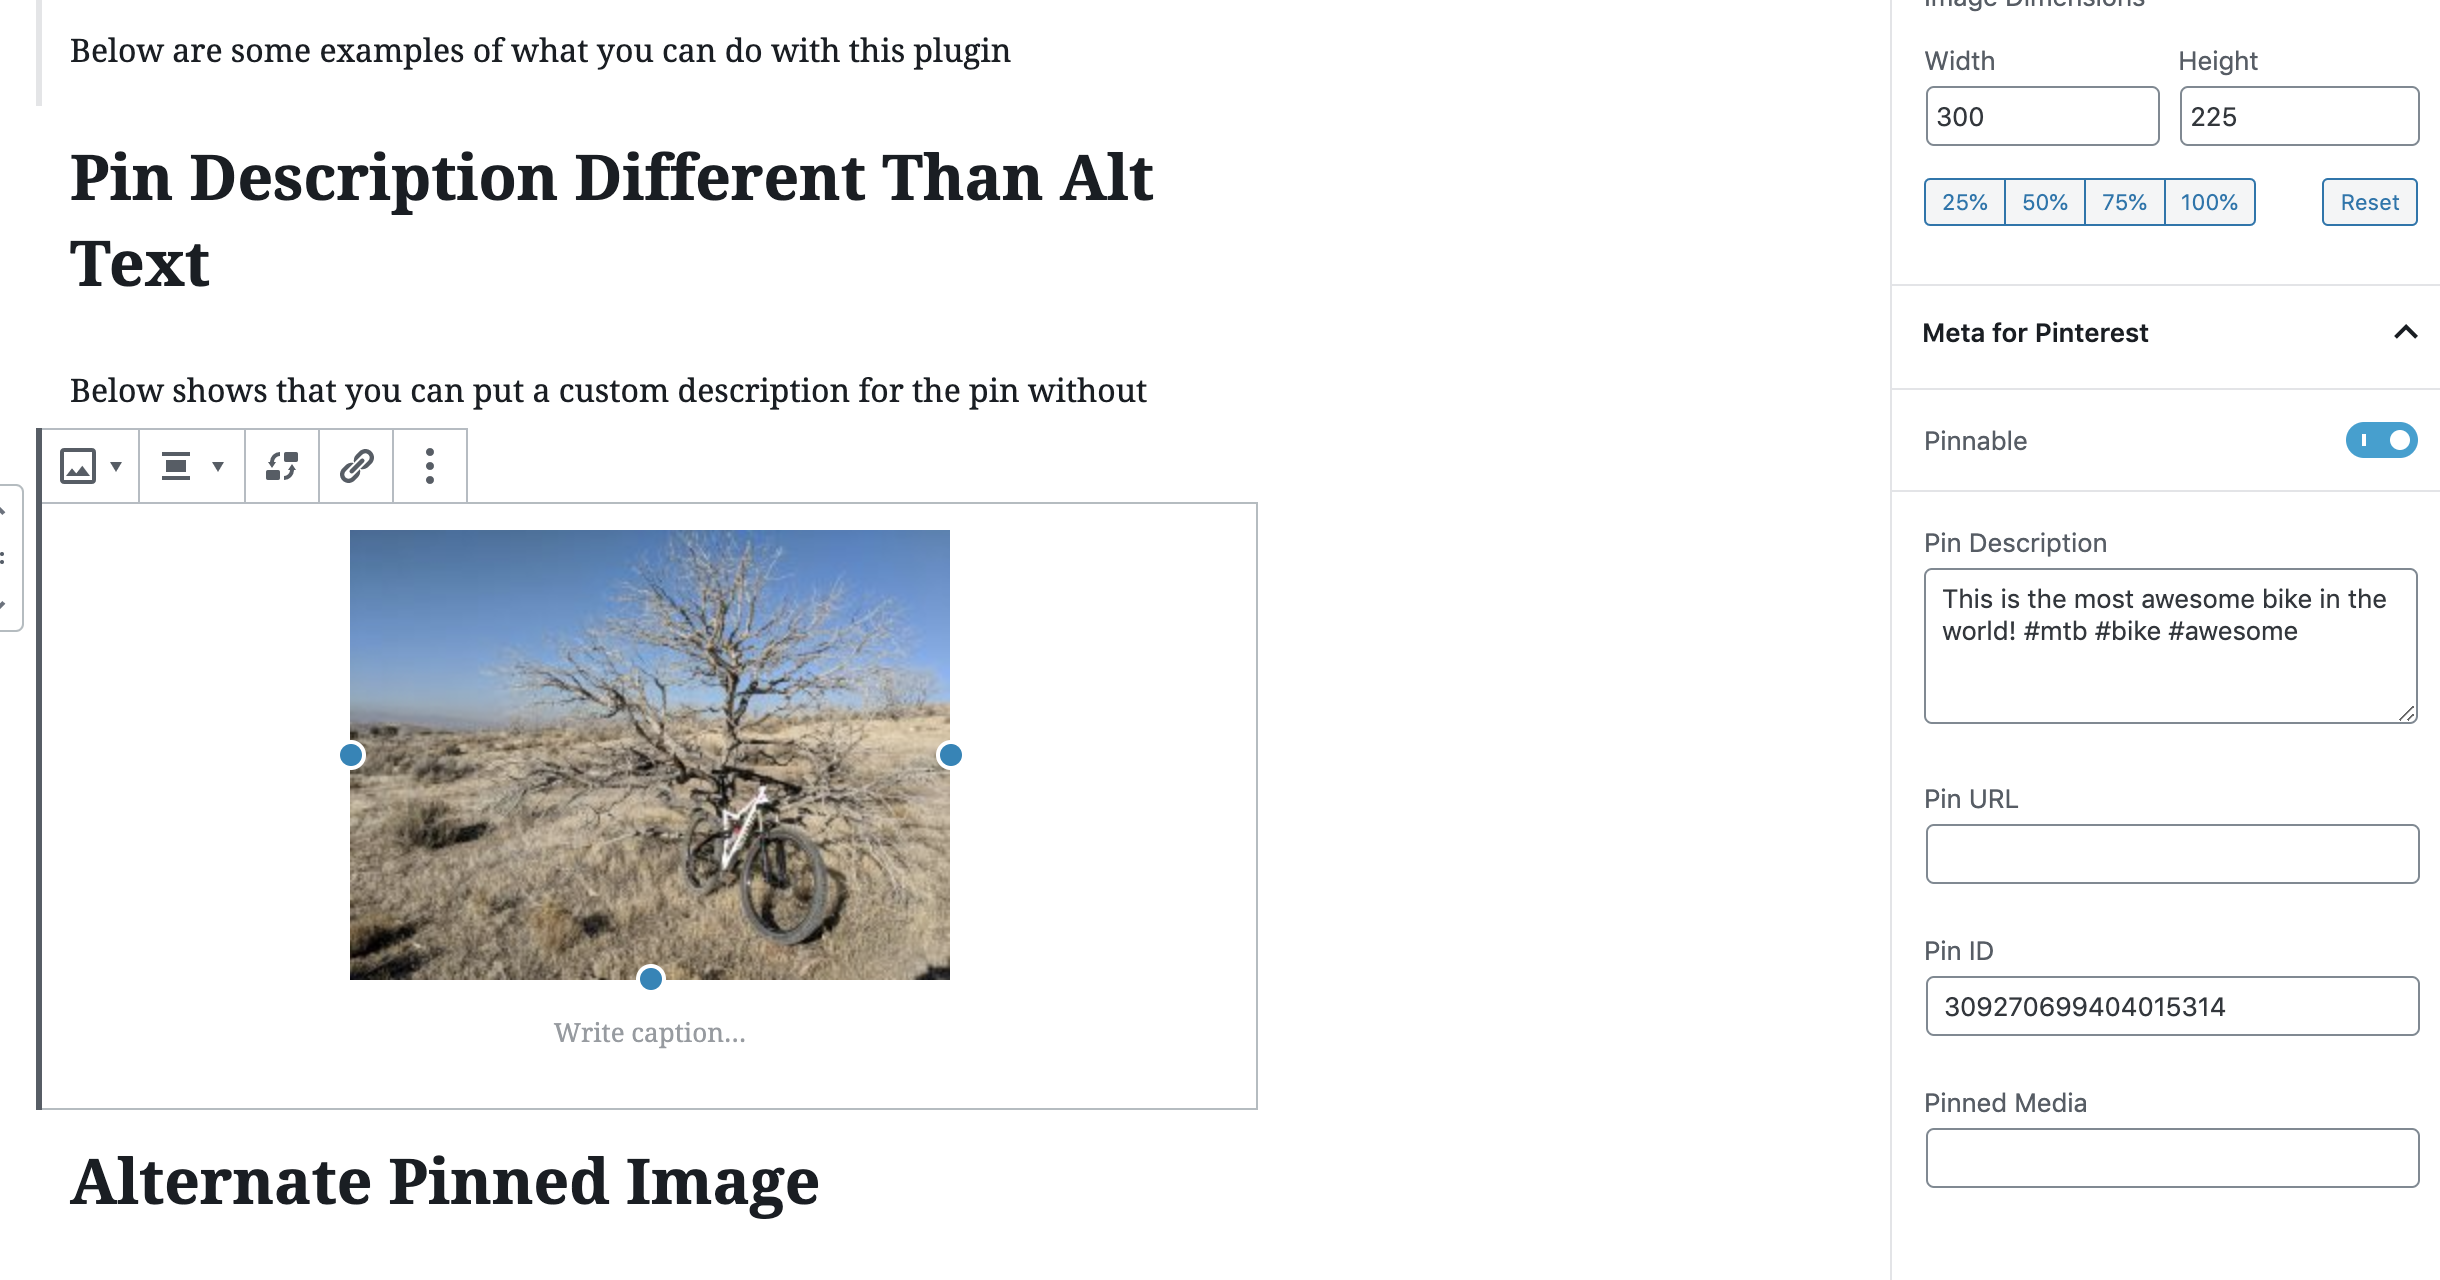 Below are some examples of what you can do with this plugin
Pin Description Different Than Alt
Text
Below shows that you can put a custom description for the pin without
Write caption...
Alternate Pinned Image
Image Dimensions
Width Height
300 225
25% 50% 75% 100% Reset
Meta for Pinterest
Pinnable
Pin Description
This is the most awesome bike in the
world! #mtb #bike #awesome
Pin URL
Pin ID
309270699404015314
Pinned Media